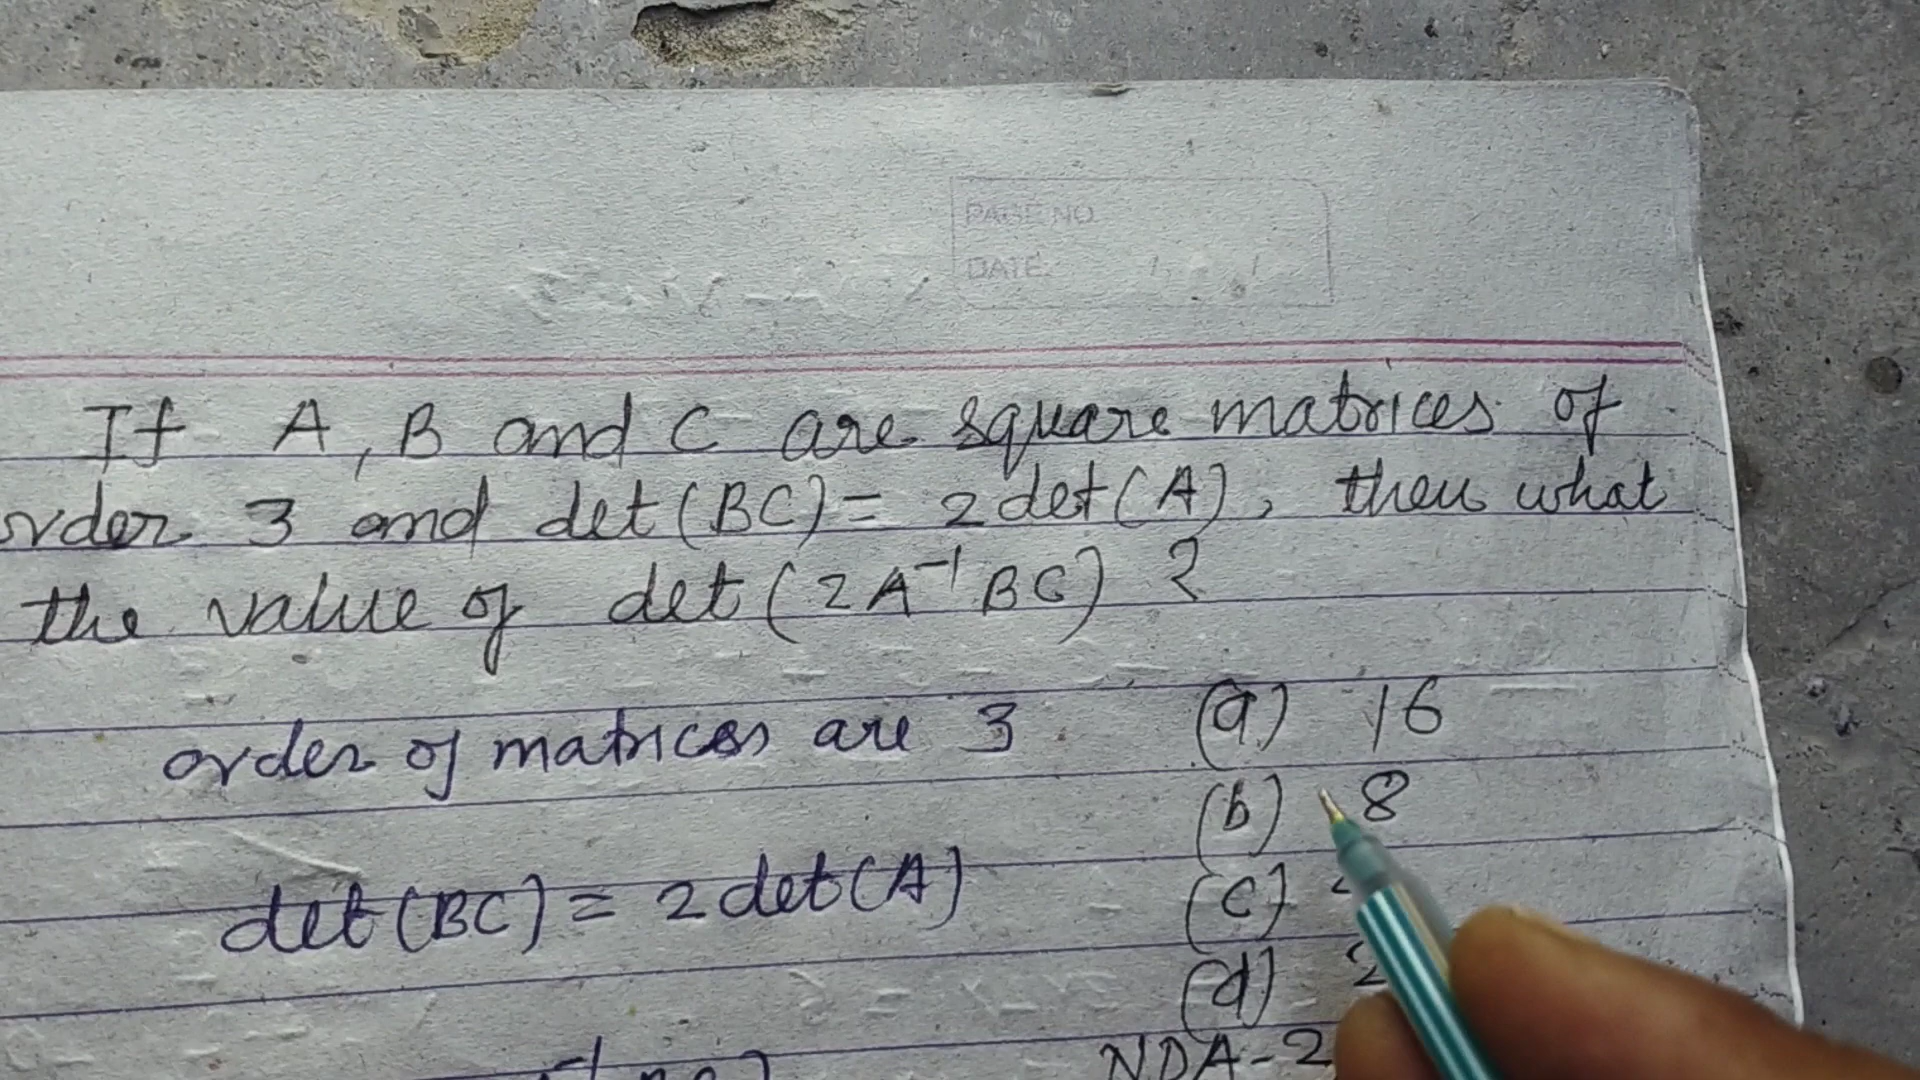 PAGE NO.
DATE:
If A, B and C are square matrices of
order 3 and det(BC) = 2 det(A), then what
the value of det(2A⁻¹BC) ?
order of matrices are 3
(a) 16
(b) 8
det(BC) = 2 det(A)
(c)
(d) 2
NDA-2